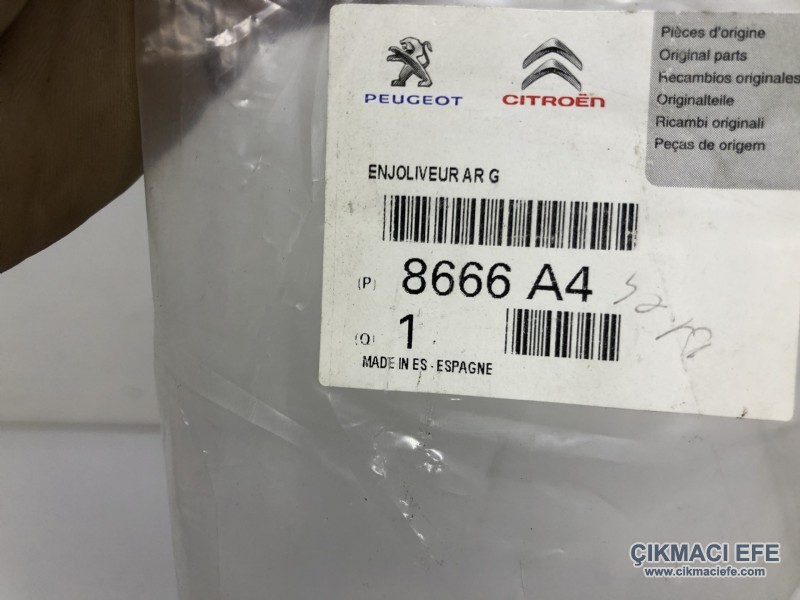 PEUGEOT
CITROËN
Pièces d'origine
Original parts
Recambios originales
Originalteile
Ricambi originali
Peças de origem
ENJOLIVEUR AR G
(P) 8666 A4
(Q) 1
MADE IN ES - ESPAGNE
ÇIKMACI EFE
www.cikmaciefe.com